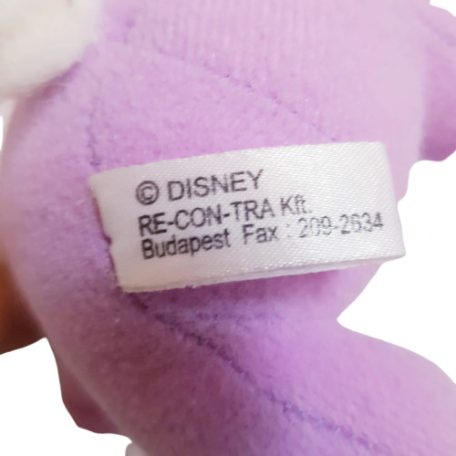 © DISNEY
RE-CON-TRA Kft.
Budapest Fax : 209-2634